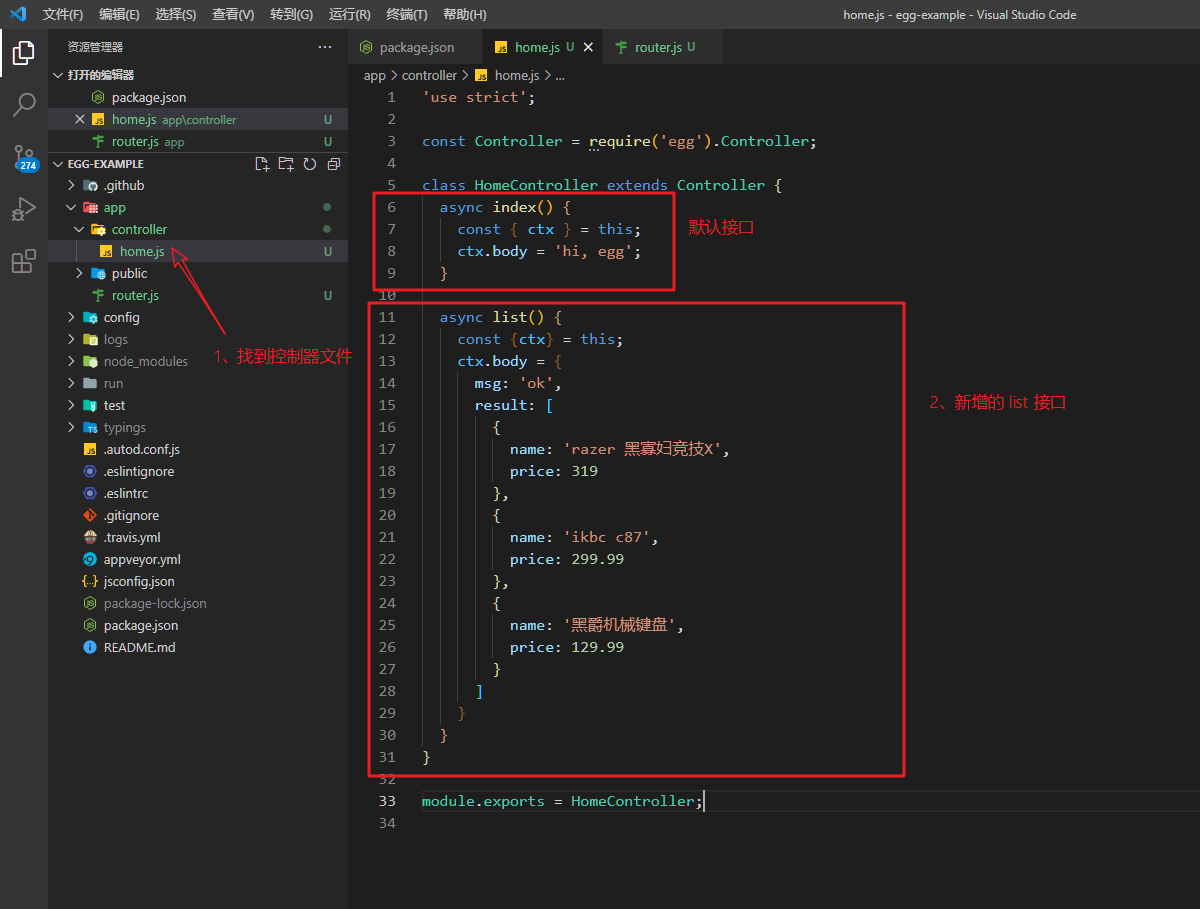 文件(F) 编辑(E) 选择(S) 查看(V) 转到(G) 运行(R) 终端(T) 帮助(H) home.js - egg-example - Visual Studio Code
资源管理器 ···
打开的编辑器
package.json
home.js app\controller U
router.js app U
274
EGG-EXAMPLE
.github
app
controller
home.js U
public
router.js U
config
logs
node_modules
run
test
typings
.autod.conf.js
.eslintignore
.eslintrc
.gitignore
.travis.yml
appveyor.yml
jsconfig.json
package-lock.json
package.json
README.md
1、找到控制器文件
package.json home.js U router.js U
app > controller > home.js > ...
1 'use strict';
2
3 const Controller = require('egg').Controller;
4
5 class HomeController extends Controller {
6 async index() {
7 const { ctx } = this;
8 ctx.body = 'hi, egg';
9 }
10
11 async list() {
12 const {ctx} = this;
13 ctx.body = {
14 msg: 'ok',
15 result: [
16 {
17 name: 'razer 黑寡妇竞技X',
18 price: 319
19 },
20 {
21 name: 'ikbc c87',
22 price: 299.99
23 },
24 {
25 name: '黑爵机械键盘',
26 price: 129.99
27 }
28 ]
29 }
30 }
31 }
32
33 module.exports = HomeController;
34
默认接口
2、新增的 list 接口